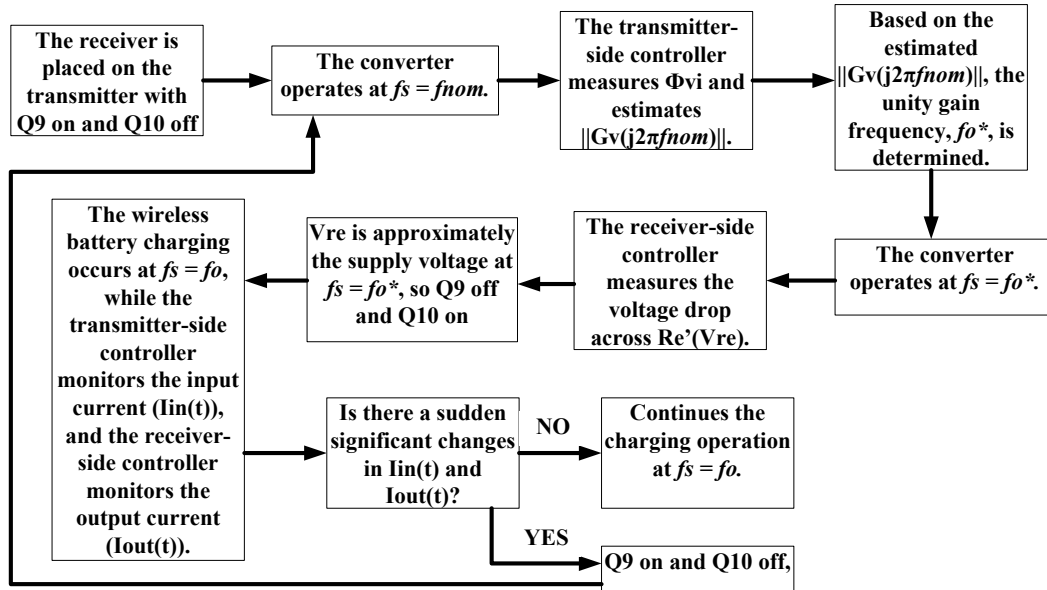 The receiver is
placed on the
transmitter with
Q9 on and Q10 off
The converter
operates at fs = fnom.
The transmitter-
side controller
measures Φvi and
estimates
||Gv(j2πfnom)||.
Based on the
estimated
||Gv(j2πfnom)||, the
unity gain
frequency, fo*, is
determined.
The converter
operates at fs = fo*.
The receiver-side
controller
measures the
voltage drop
across Re’(Vre).
Vre is approximately
the supply voltage at
fs = fo*, so Q9 off
and Q10 on
The wireless
battery charging
occurs at fs = fo,
while the
transmitter-side
controller
monitors the input
current (Iin(t)),
and the receiver-
side controller
monitors the
output current
(Iout(t)).
Is there a sudden
significant changes
in Iin(t) and
Iout(t)?
NO
Continues the
charging operation
at fs = fo.
YES
Q9 on and Q10 off,